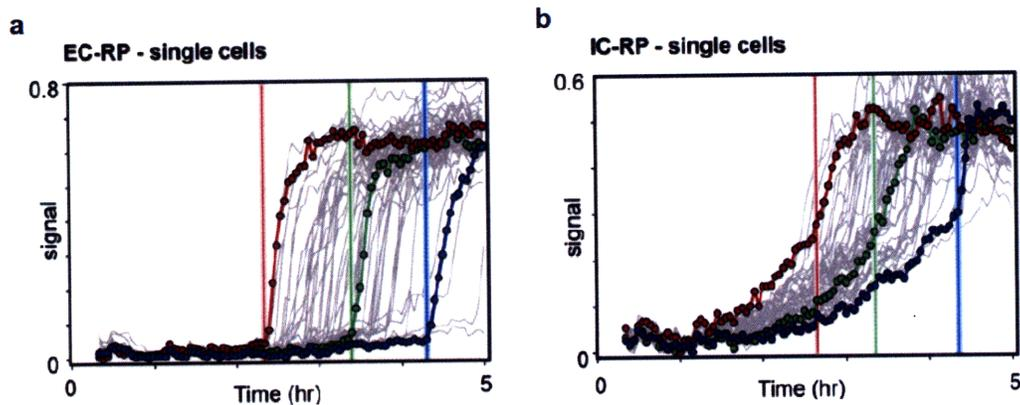 a
EC-RP - single cells
0.8
signal
0
0
Time (hr)
5
b
IC-RP - single cells
0.6
signal
0
0
Time (hr)
5